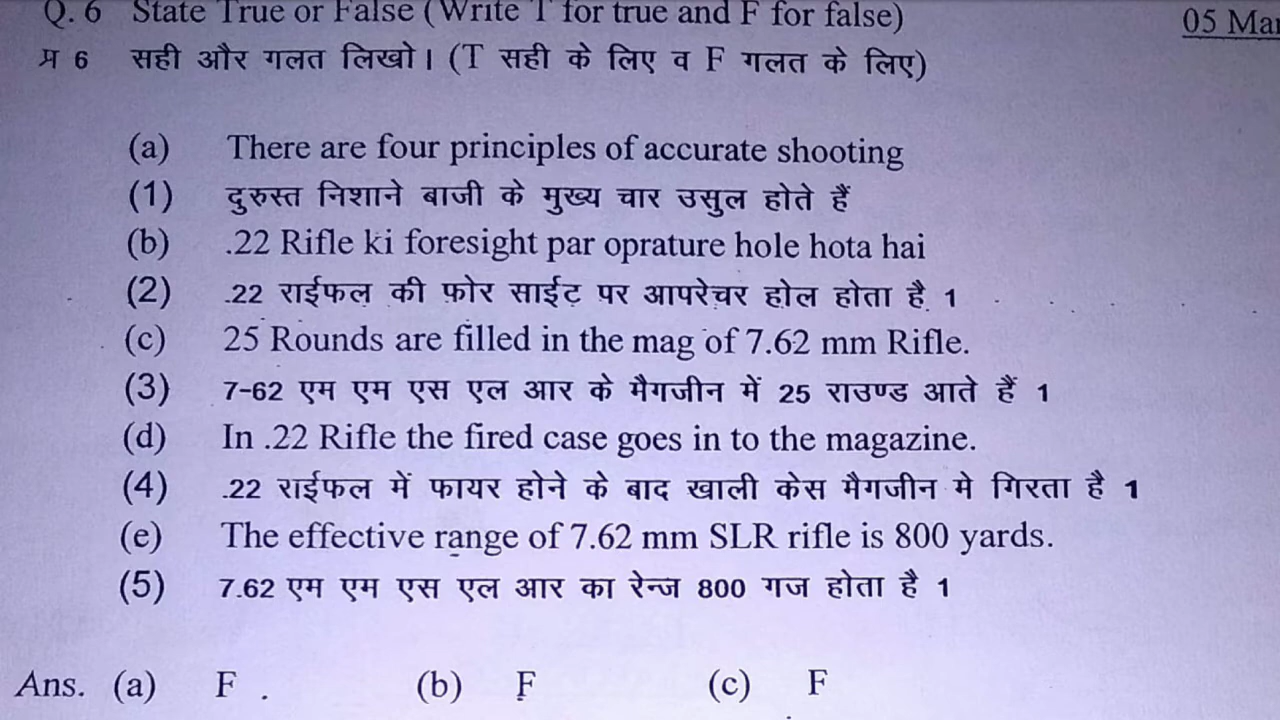 Q. 6 State True or False (Write T for true and F for false) 05 Mar
प्र 6 सही और गलत लिखो। (T सही के लिए व F गलत के लिए)
(a) There are four principles of accurate shooting
(1) दुरुस्त निशाने बाजी के मुख्य चार उसुल होते हैं
(b) .22 Rifle ki foresight par oprature hole hota hai
(2) .22 राईफल की फ़ोर साईट पर आपरेचर होल होता है 1
(c) 25 Rounds are filled in the mag of 7.62 mm Rifle.
(3) 7-62 एम एम एस एल आर के मैगजीन में 25 राउण्ड आते हैं 1
(d) In .22 Rifle the fired case goes in to the magazine.
(4) .22 राईफल में फायर होने के बाद खाली केस मैगजीन मे गिरता है 1
(e) The effective range of 7.62 mm SLR rifle is 800 yards.
(5) 7.62 एम एम एस एल आर का रेन्ज 800 गज होता है 1
Ans. (a) F . (b) F (c) F